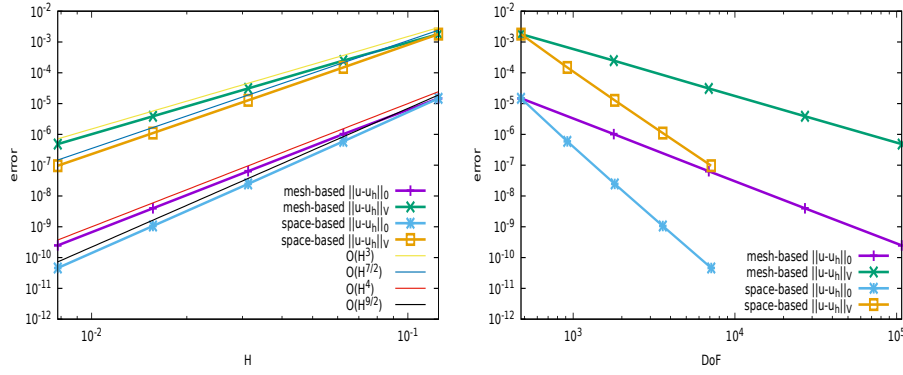 10^-2
10^-3
10^-4
10^-5
10^-6
10^-7
10^-8
10^-9
10^-10
10^-11
10^-12
error
mesh-based ||u-u_h||_0
mesh-based ||u-u_h||_V
space-based ||u-u_h||_0
space-based ||u-u_h||_V
O(H^3)
O(H^7/2)
O(H^4)
O(H^9/2)
10^-2
10^-1
H
10^-2
10^-3
10^-4
10^-5
10^-6
10^-7
10^-8
10^-9
10^-10
10^-11
10^-12
error
mesh-based ||u-u_h||_0
mesh-based ||u-u_h||_V
space-based ||u-u_h||_0
space-based ||u-u_h||_V
10^3
10^4
10^5
DoF